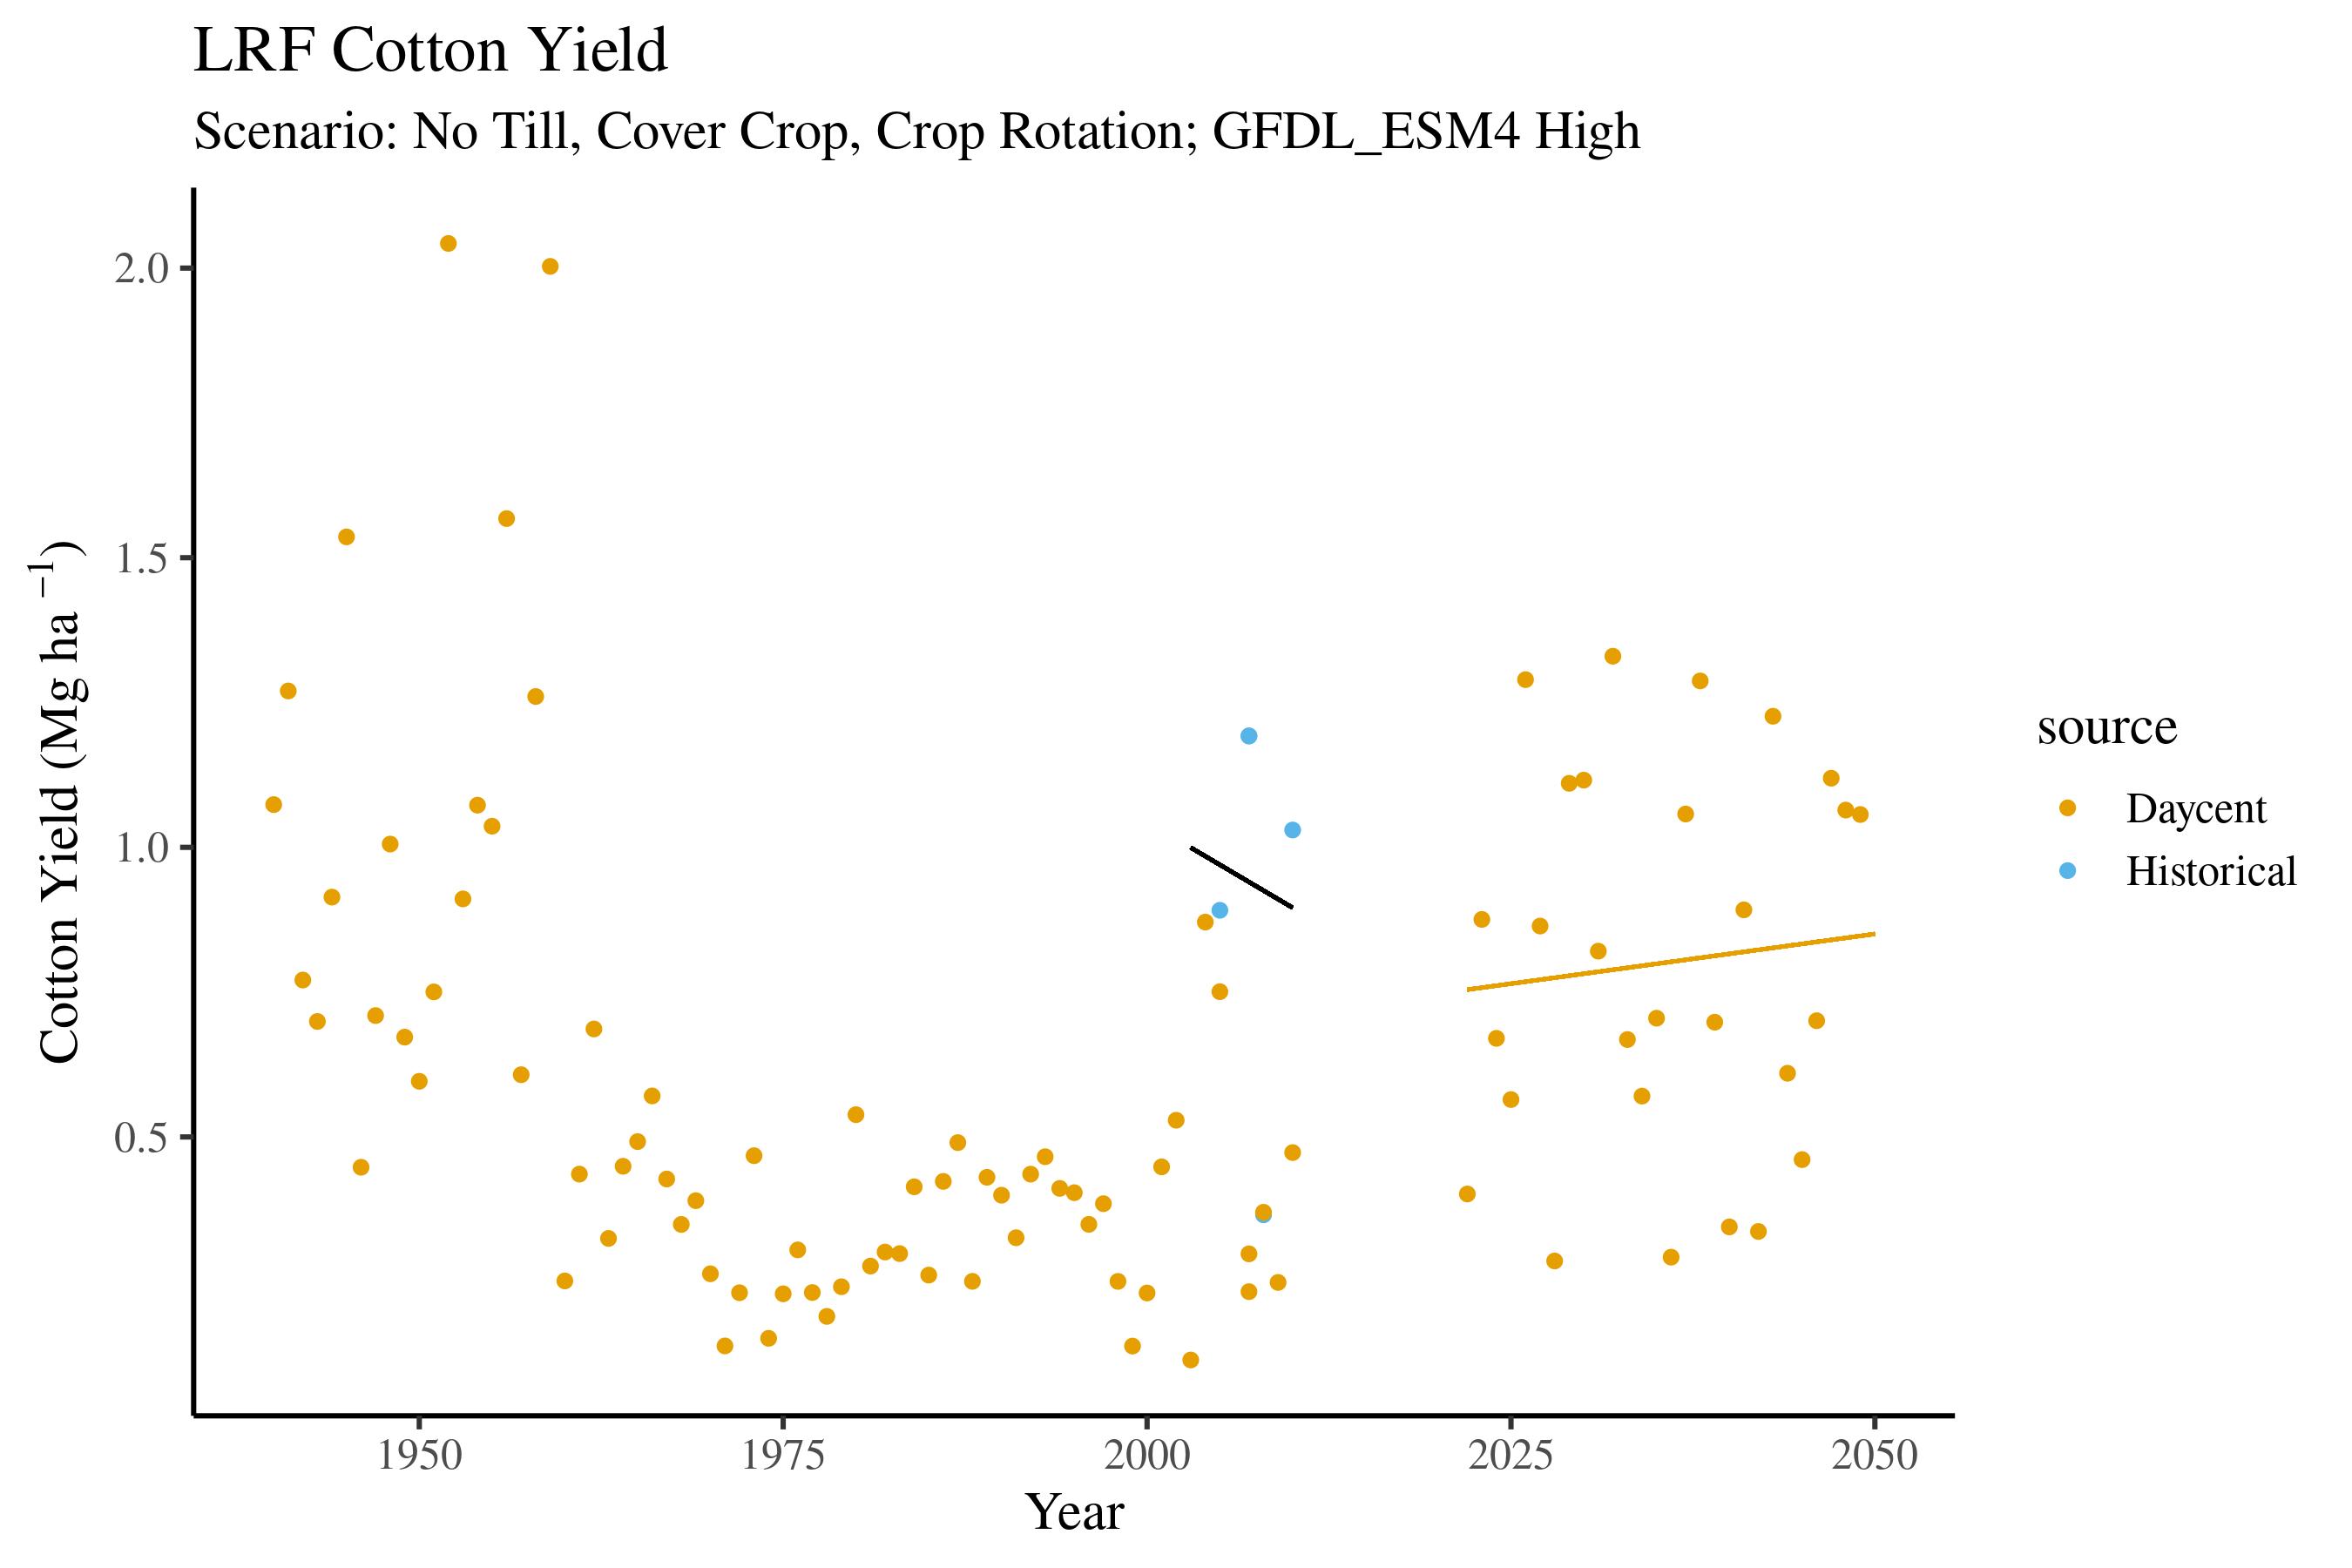 LRF Cotton Yield
Scenario: No Till, Cover Crop, Crop Rotation; GFDL_ESM4 High
Cotton Yield (Mg ha⁻¹)
2.0
1.5
1.0
0.5
1950
1975
2000
2025
2050
Year
source
Daycent
Historical